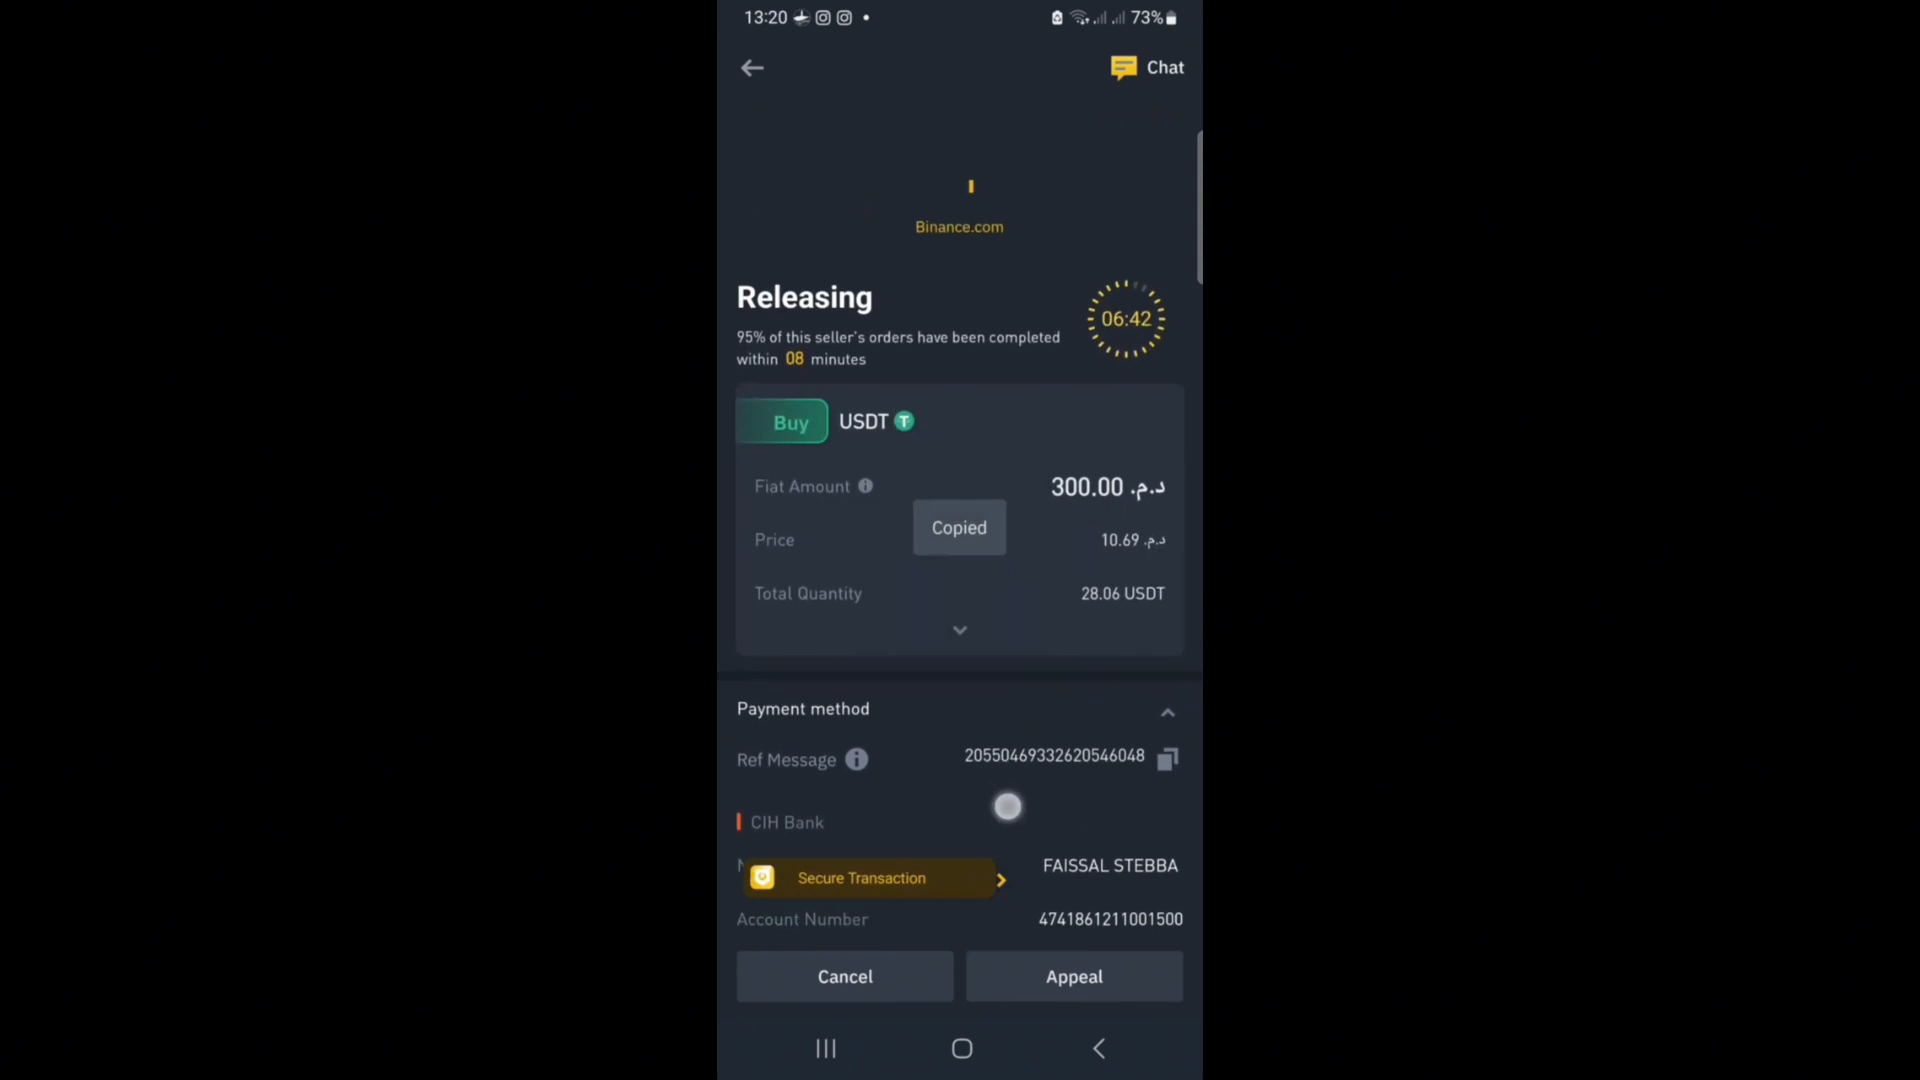 13:20 73%
Chat
Binance.com
Releasing
06:42
95% of this seller's orders have been completed
within 08 minutes
Buy USDT
Fiat Amount 300.00 د.م.
Copied
Price 10.69 د.م.
Total Quantity 28.06 USDT
Payment method
Ref Message 20550469332620546048
CIH Bank
FAISSAL STEBBA
Secure Transaction
Account Number 4741861211001500
Cancel Appeal